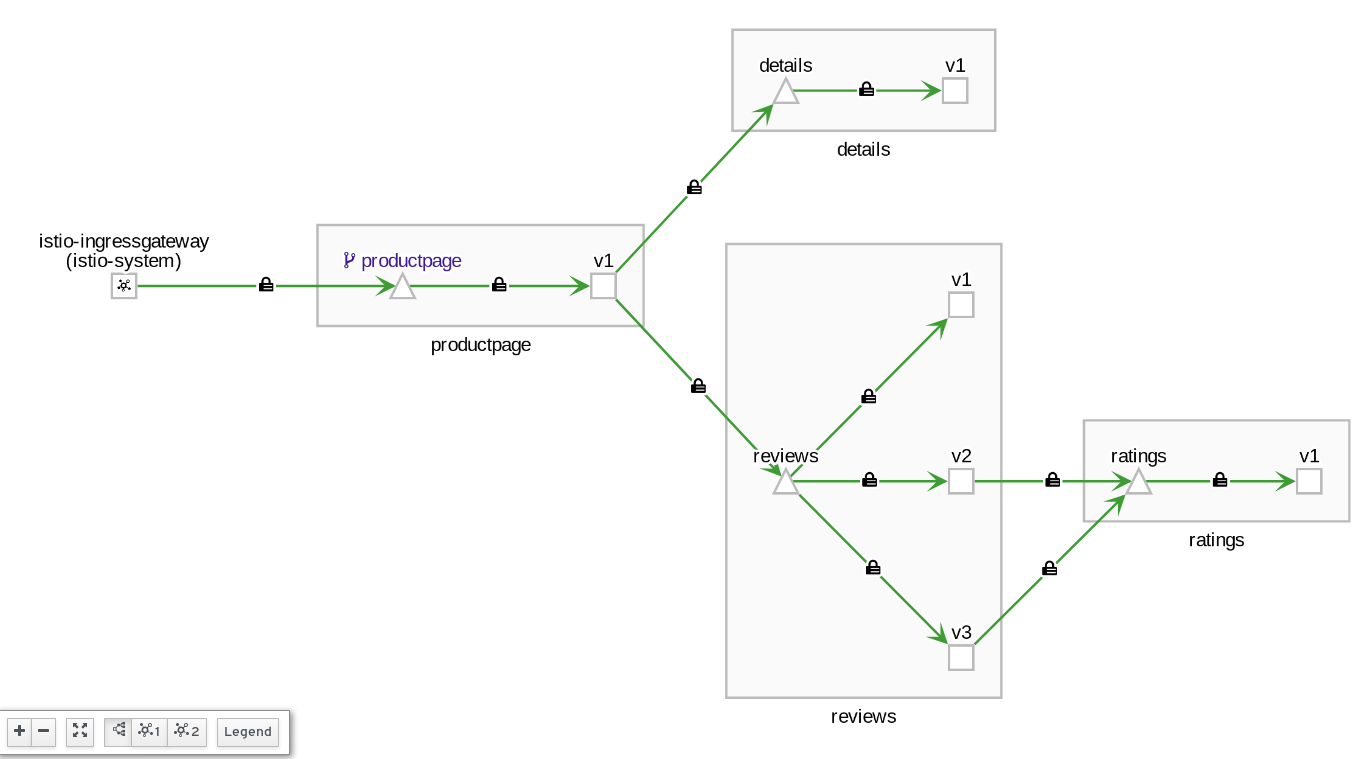 details
v1
details
istio-ingressgateway
(istio-system)
productpage
v1
productpage
v1
reviews
v2
v3
reviews
ratings
v1
ratings
1
2
Legend